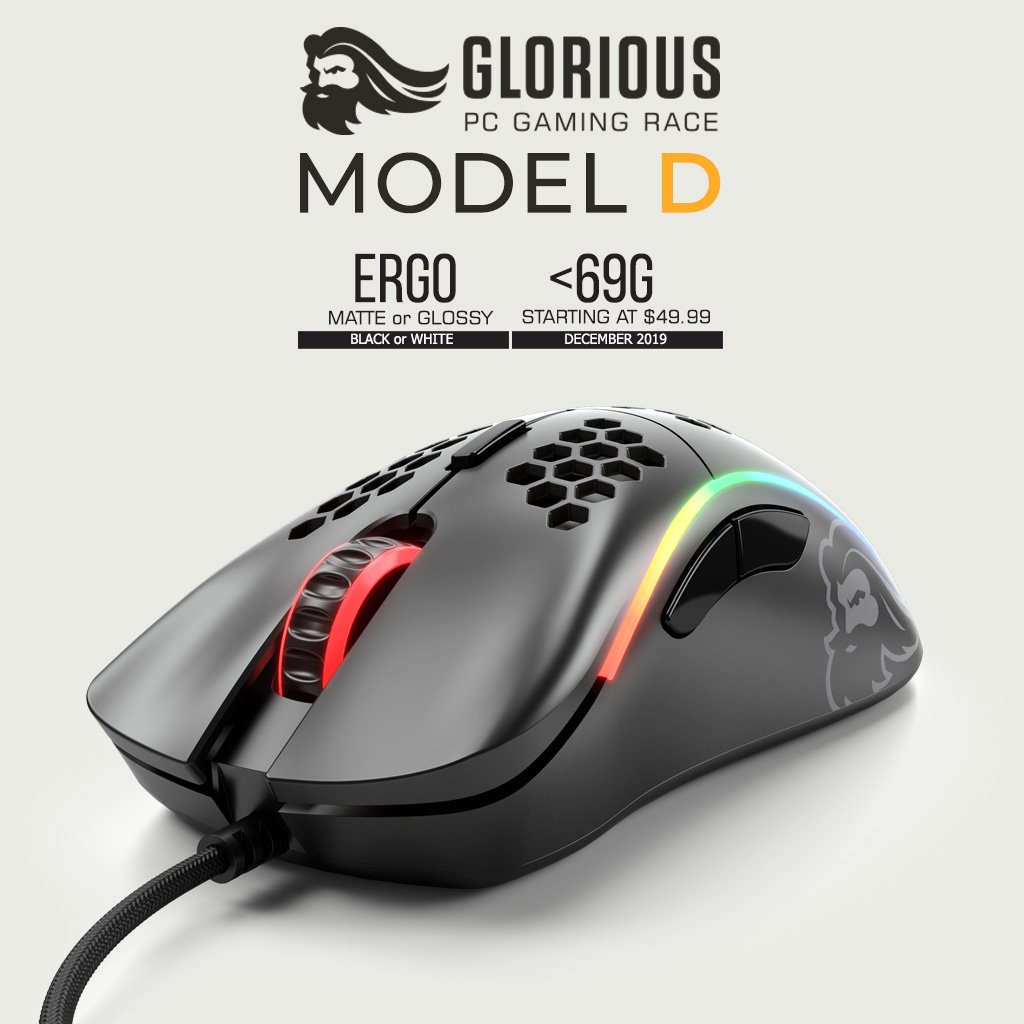 GLORIOUS
PC GAMING RACE
MODEL D
ERGO
MATTE or GLOSSY
BLACK or WHITE
<69G
STARTING AT $49.99
DECEMBER 2019